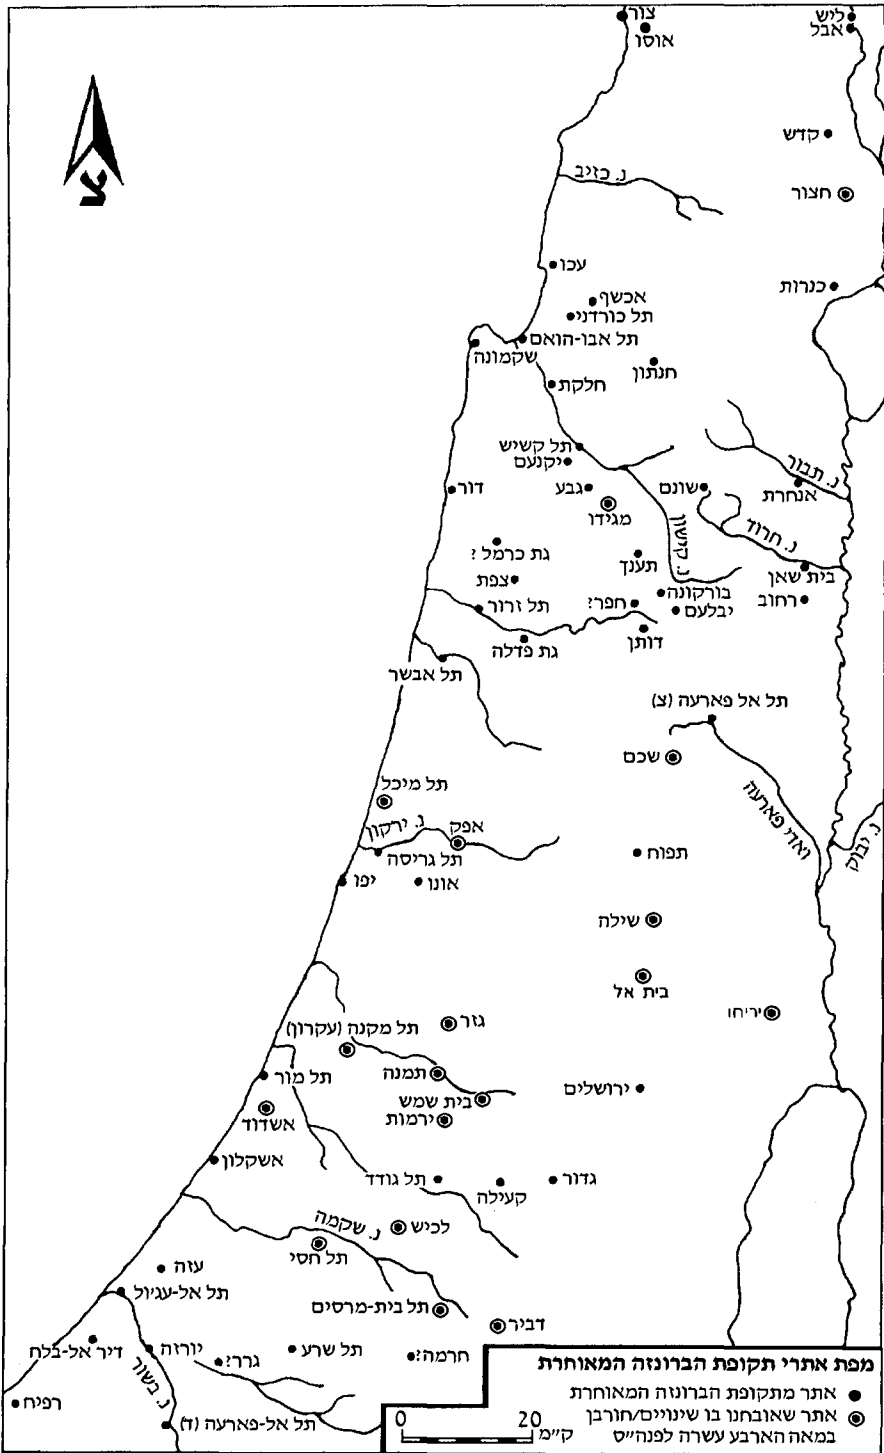 צור
אוסו
ליש
אבל
קדש
נ. כזיב
חצור
עכו
כנרות
אכשף
תל כורדני
תל אבו-הואם
שקמונה
חנתון
חלקת
תל קשיש
יקנעם
נ. תבור
גבע
שונם
אנחרת
דור
מגידו
נ. קישון
נ. חרוד
גת כרמל ?
תענך
בית שאן
צפת
בורקונה
רחוב
תל זרור
חפר?
יבלעם
גת פדלה
דותן
תל אבשר
תל אל פארעה (צ)
שכם
תל מיכל
ואדי פארעה
נ. יבוק
נ. ירקון
אפק
תל גריסה
תפוח
יפו
אונו
שילה
בית אל
יריחו
גזר
תל מקנה (עקרון)
תמנה
תל מור
ירושלים
בית שמש
אשדוד
ירמות
אשקלון
תל גודד
קעילה
גדור
נ. שקמה
לכיש
תל חסי
עזה
תל אל-עג'ול
תל בית-מרסים
דביר
דיר אל-בלח
יורזה
גרר?
תל שרע
חרמה?
נ. בשור
רפיח
תל אל-פארעה (ד)
מפת אתרי תקופת הברונזה המאוחרת
אתר מתקופת הברונזה המאוחרת
אתר שאובחנו בו שינויים/חורבן
במאה הארבע עשרה לפנה״ס
0 20 ק״מ
צ